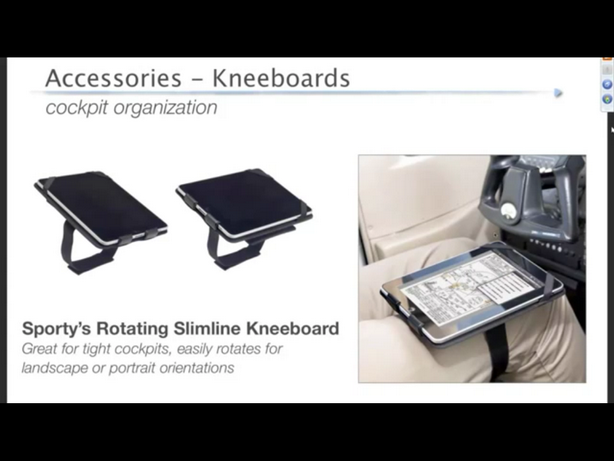 Accessories – Kneeboards
cockpit organization
Sporty's Rotating Slimline Kneeboard
Great for tight cockpits, easily rotates for
landscape or portrait orientations